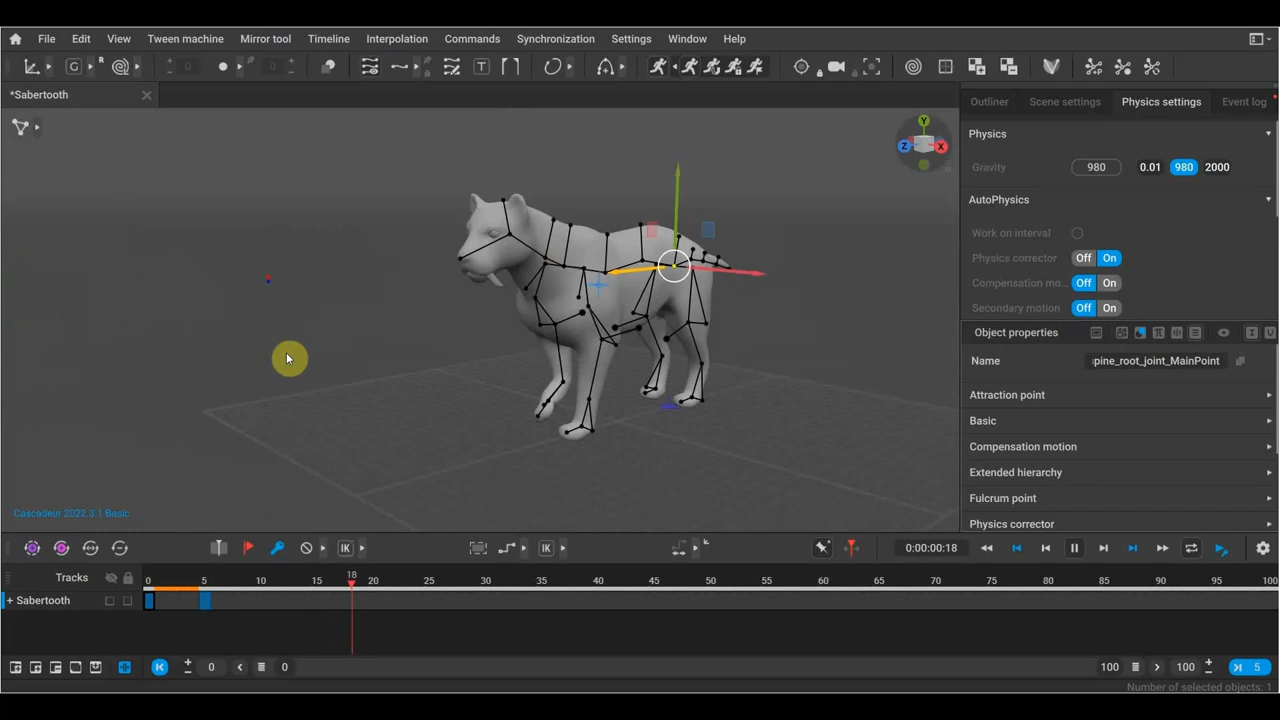 File Edit View Tween machine Mirror tool Timeline Interpolation Commands Synchronization Settings Window Help
G R 0 0 T
*Sabertooth
Outliner Scene settings Physics settings Event log
Y
Z X
Physics
Gravity 980 0.01 980 2000
AutoPhysics
Work on interval
Physics corrector Off On
Compensation mo... Off On
Secondary motion Off On
Object properties
Name pine_root_joint_MainPoint
Attraction point
Basic
Compensation motion
Extended hierarchy
Fulcrum point
Physics corrector
Cascadeur 2022.3.1 Basic
IK IK 0:00:00:18
Tracks 0 5 10 15 18 20 25 30 35 40 45 50 55 60 65 70 75 80 85 90 95 100
+ Sabertooth
0 0 100 100 5
Number of selected objects: 1